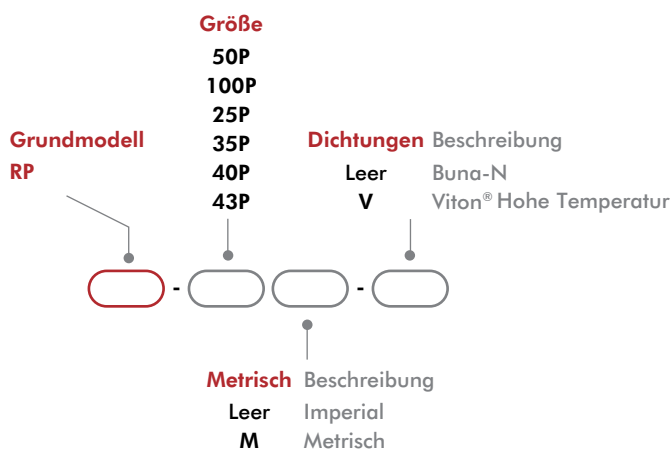 Größe
50P
100P
25P
35P
40P
43P
Grundmodell
RP
Dichtungen Beschreibung
Leer Buna-N
V Viton® Hohe Temperatur
- -
Metrisch Beschreibung
Leer Imperial
M Metrisch